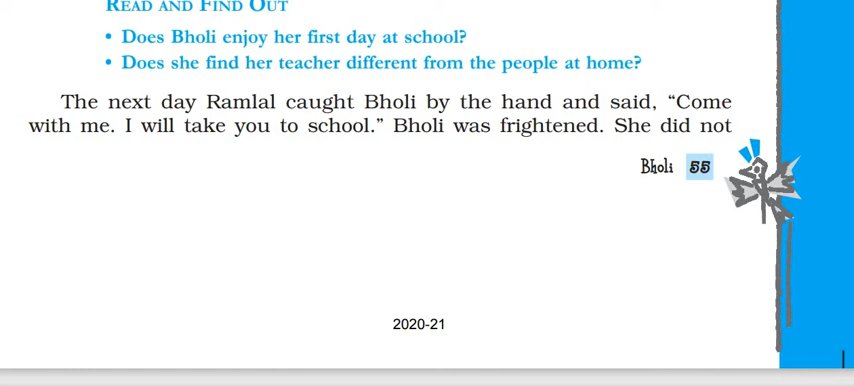 READ AND FIND OUT
• Does Bholi enjoy her first day at school?
• Does she find her teacher different from the people at home?
The next day Ramlal caught Bholi by the hand and said, “Come
with me. I will take you to school.” Bholi was frightened. She did not
Bholi 55
2020-21